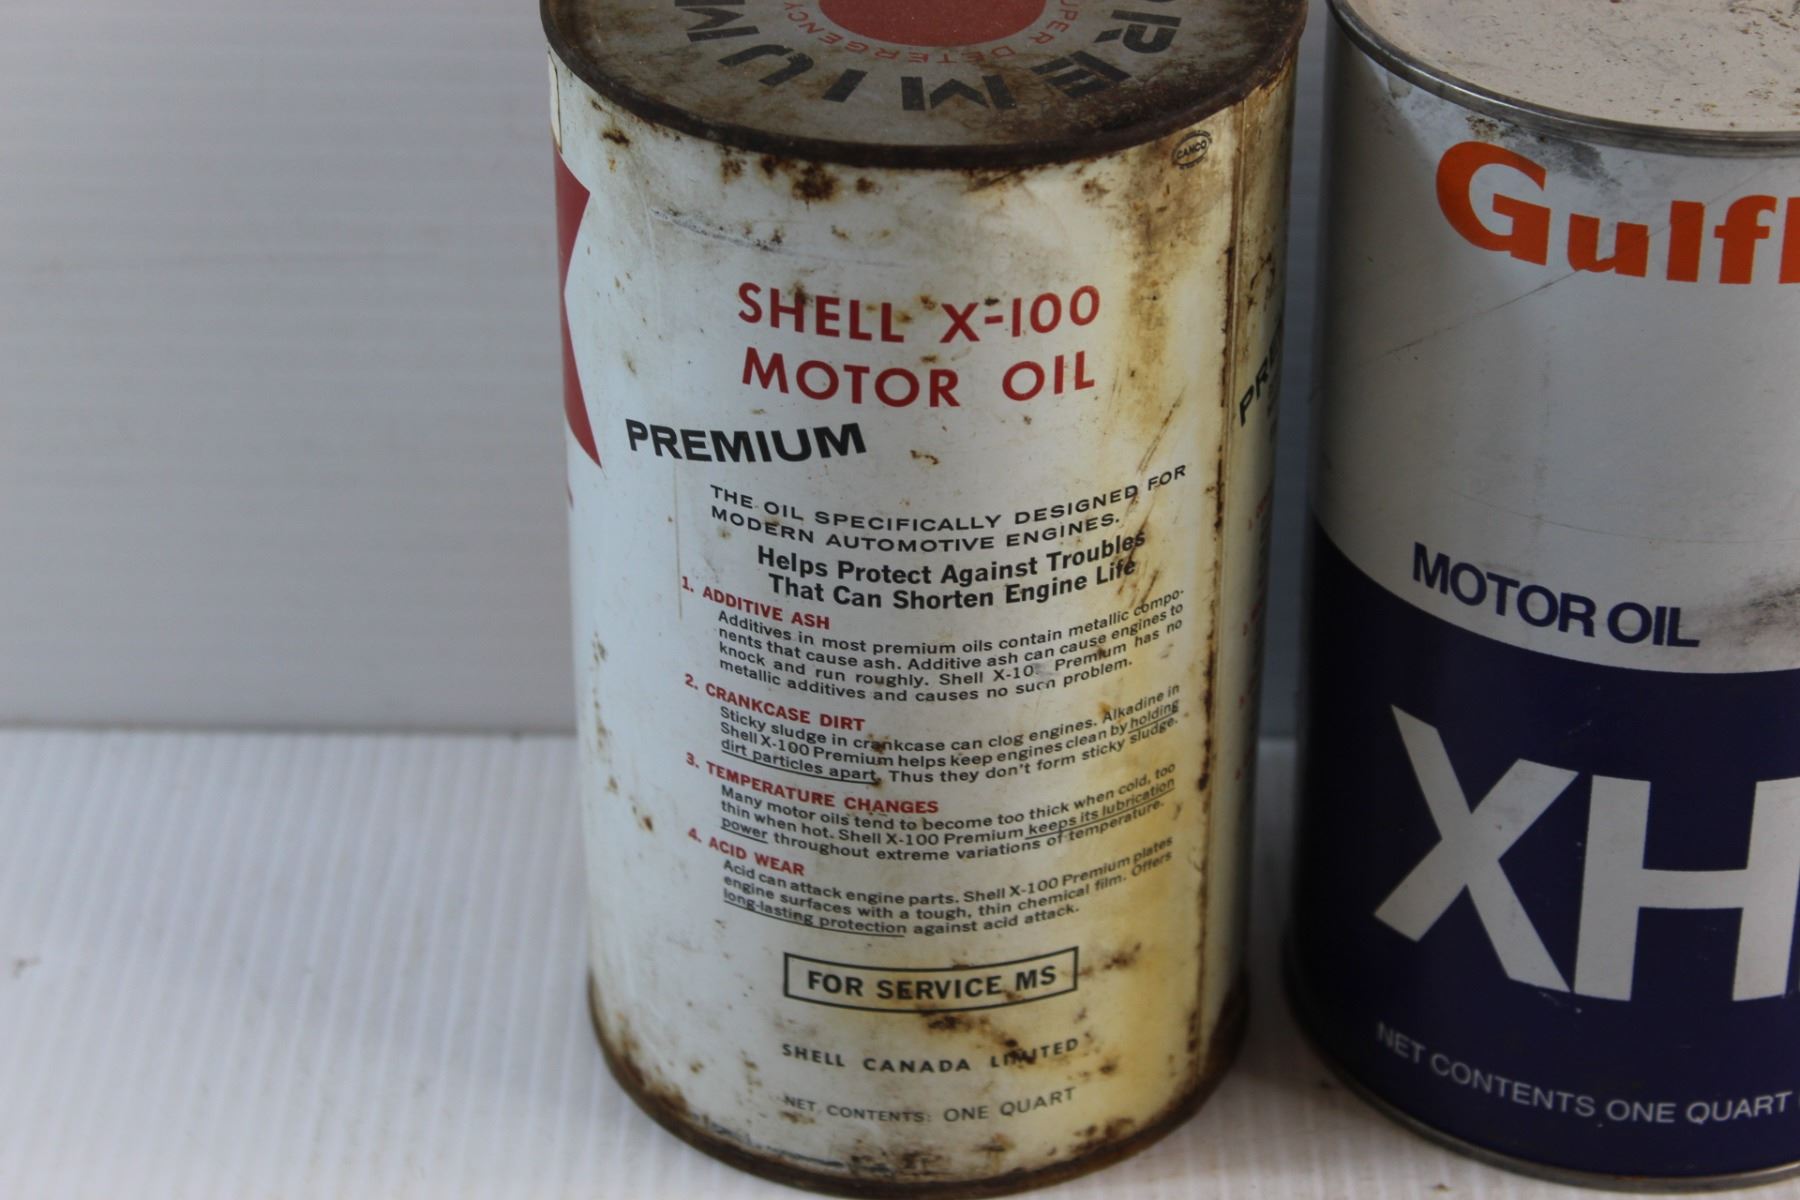 PREMIUM
SUPER DETERGENCY
CANCO
SHELL X-100
MOTOR OIL
PREMIUM
THE OIL SPECIFICALLY DESIGNED FOR
MODERN AUTOMOTIVE ENGINES.
Helps Protect Against Troubles
That Can Shorten Engine Life
1. ADDITIVE ASH
Additives in most premium oils contain metallic compo-
nents that cause ash. Additive ash can cause engines to
knock and run roughly. Shell X-10 Premium has no
metallic additives and causes no such problem.
2. CRANKCASE DIRT
Sticky sludge in crankcase can clog engines. Alkadine in
Shell X-100 Premium helps keep engines clean by holding
dirt particles apart. Thus they don't form sticky sludge.
3. TEMPERATURE CHANGES
Many motor oils tend to become too thick when cold, too
thin when hot. Shell X-100 Premium keeps its lubrication
power throughout extreme variations of temperature.
4. ACID WEAR
Acid can attack engine parts. Shell X-100 Premium plates
engine surfaces with a tough, thin chemical film. Offers
long-lasting protection against acid attack.
FOR SERVICE MS
SHELL CANADA LIMITED
NET CONTENTS: ONE QUART
Gulf
MOTOR OIL
XH
NET CONTENTS ONE QUART